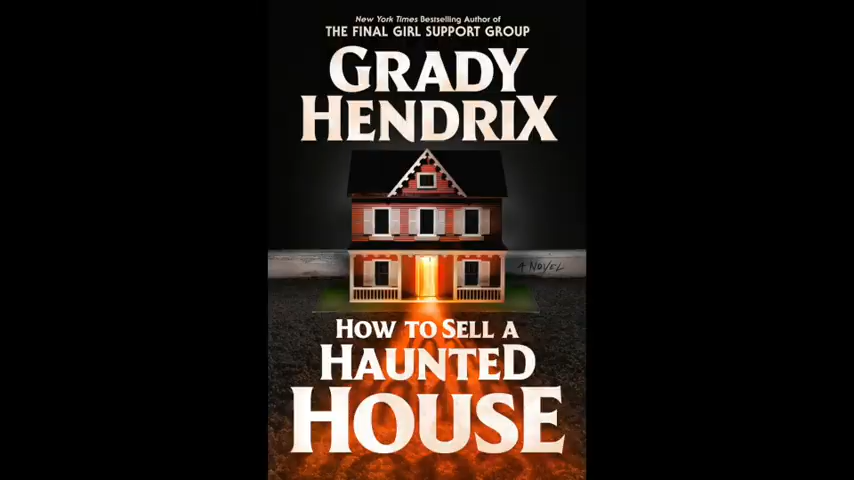 New York Times Bestselling Author of
THE FINAL GIRL SUPPORT GROUP
GRADY
HENDRIX
A NOVEL
HOW TO SELL A
HAUNTED
HOUSE